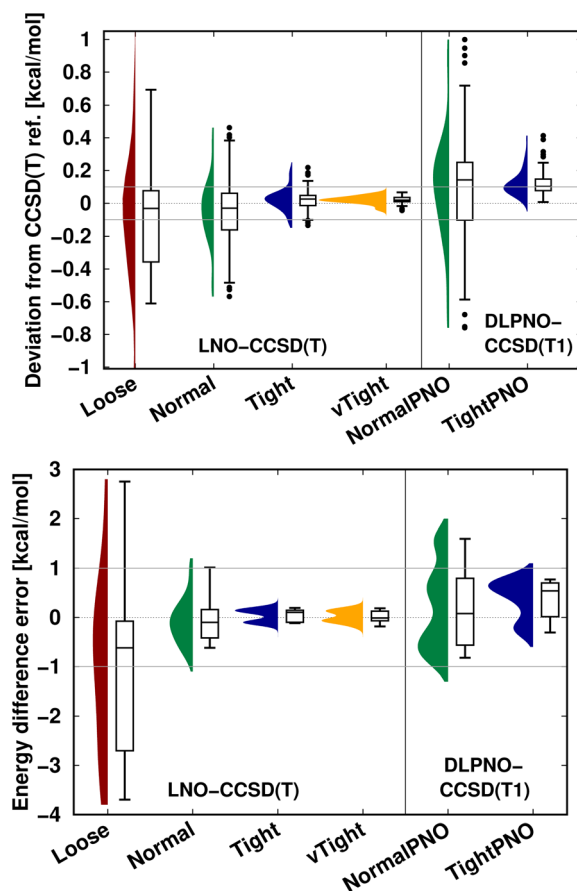 Deviation from CCSD(T) ref. [kcal/mol]
1
0.8
0.6
0.4
0.2
0
−0.2
−0.4
−0.6
−0.8
−1
LNO−CCSD(T)
DLPNO−
CCSD(T1)
Loose
Normal
Tight
vTight
NormalPNO
TightPNO
Energy difference error [kcal/mol]
3
2
1
0
−1
−2
−3
−4
LNO−CCSD(T)
DLPNO−
CCSD(T1)
Loose
Normal
Tight
vTight
NormalPNO
TightPNO